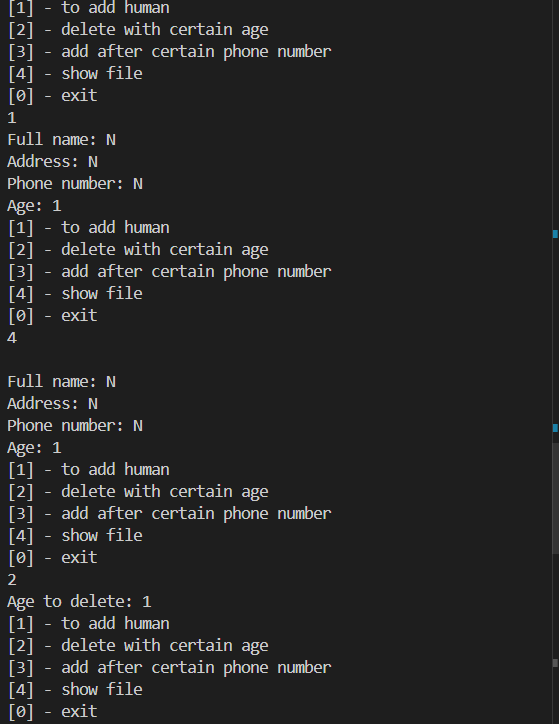 [1] - to add human
[2] - delete with certain age
[3] - add after certain phone number
[4] - show file
[0] - exit
1
Full name: N
Address: N
Phone number: N
Age: 1
[1] - to add human
[2] - delete with certain age
[3] - add after certain phone number
[4] - show file
[0] - exit
4
Full name: N
Address: N
Phone number: N
Age: 1
[1] - to add human
[2] - delete with certain age
[3] - add after certain phone number
[4] - show file
[0] - exit
2
Age to delete: 1
[1] - to add human
[2] - delete with certain age
[3] - add after certain phone number
[4] - show file
[0] - exit